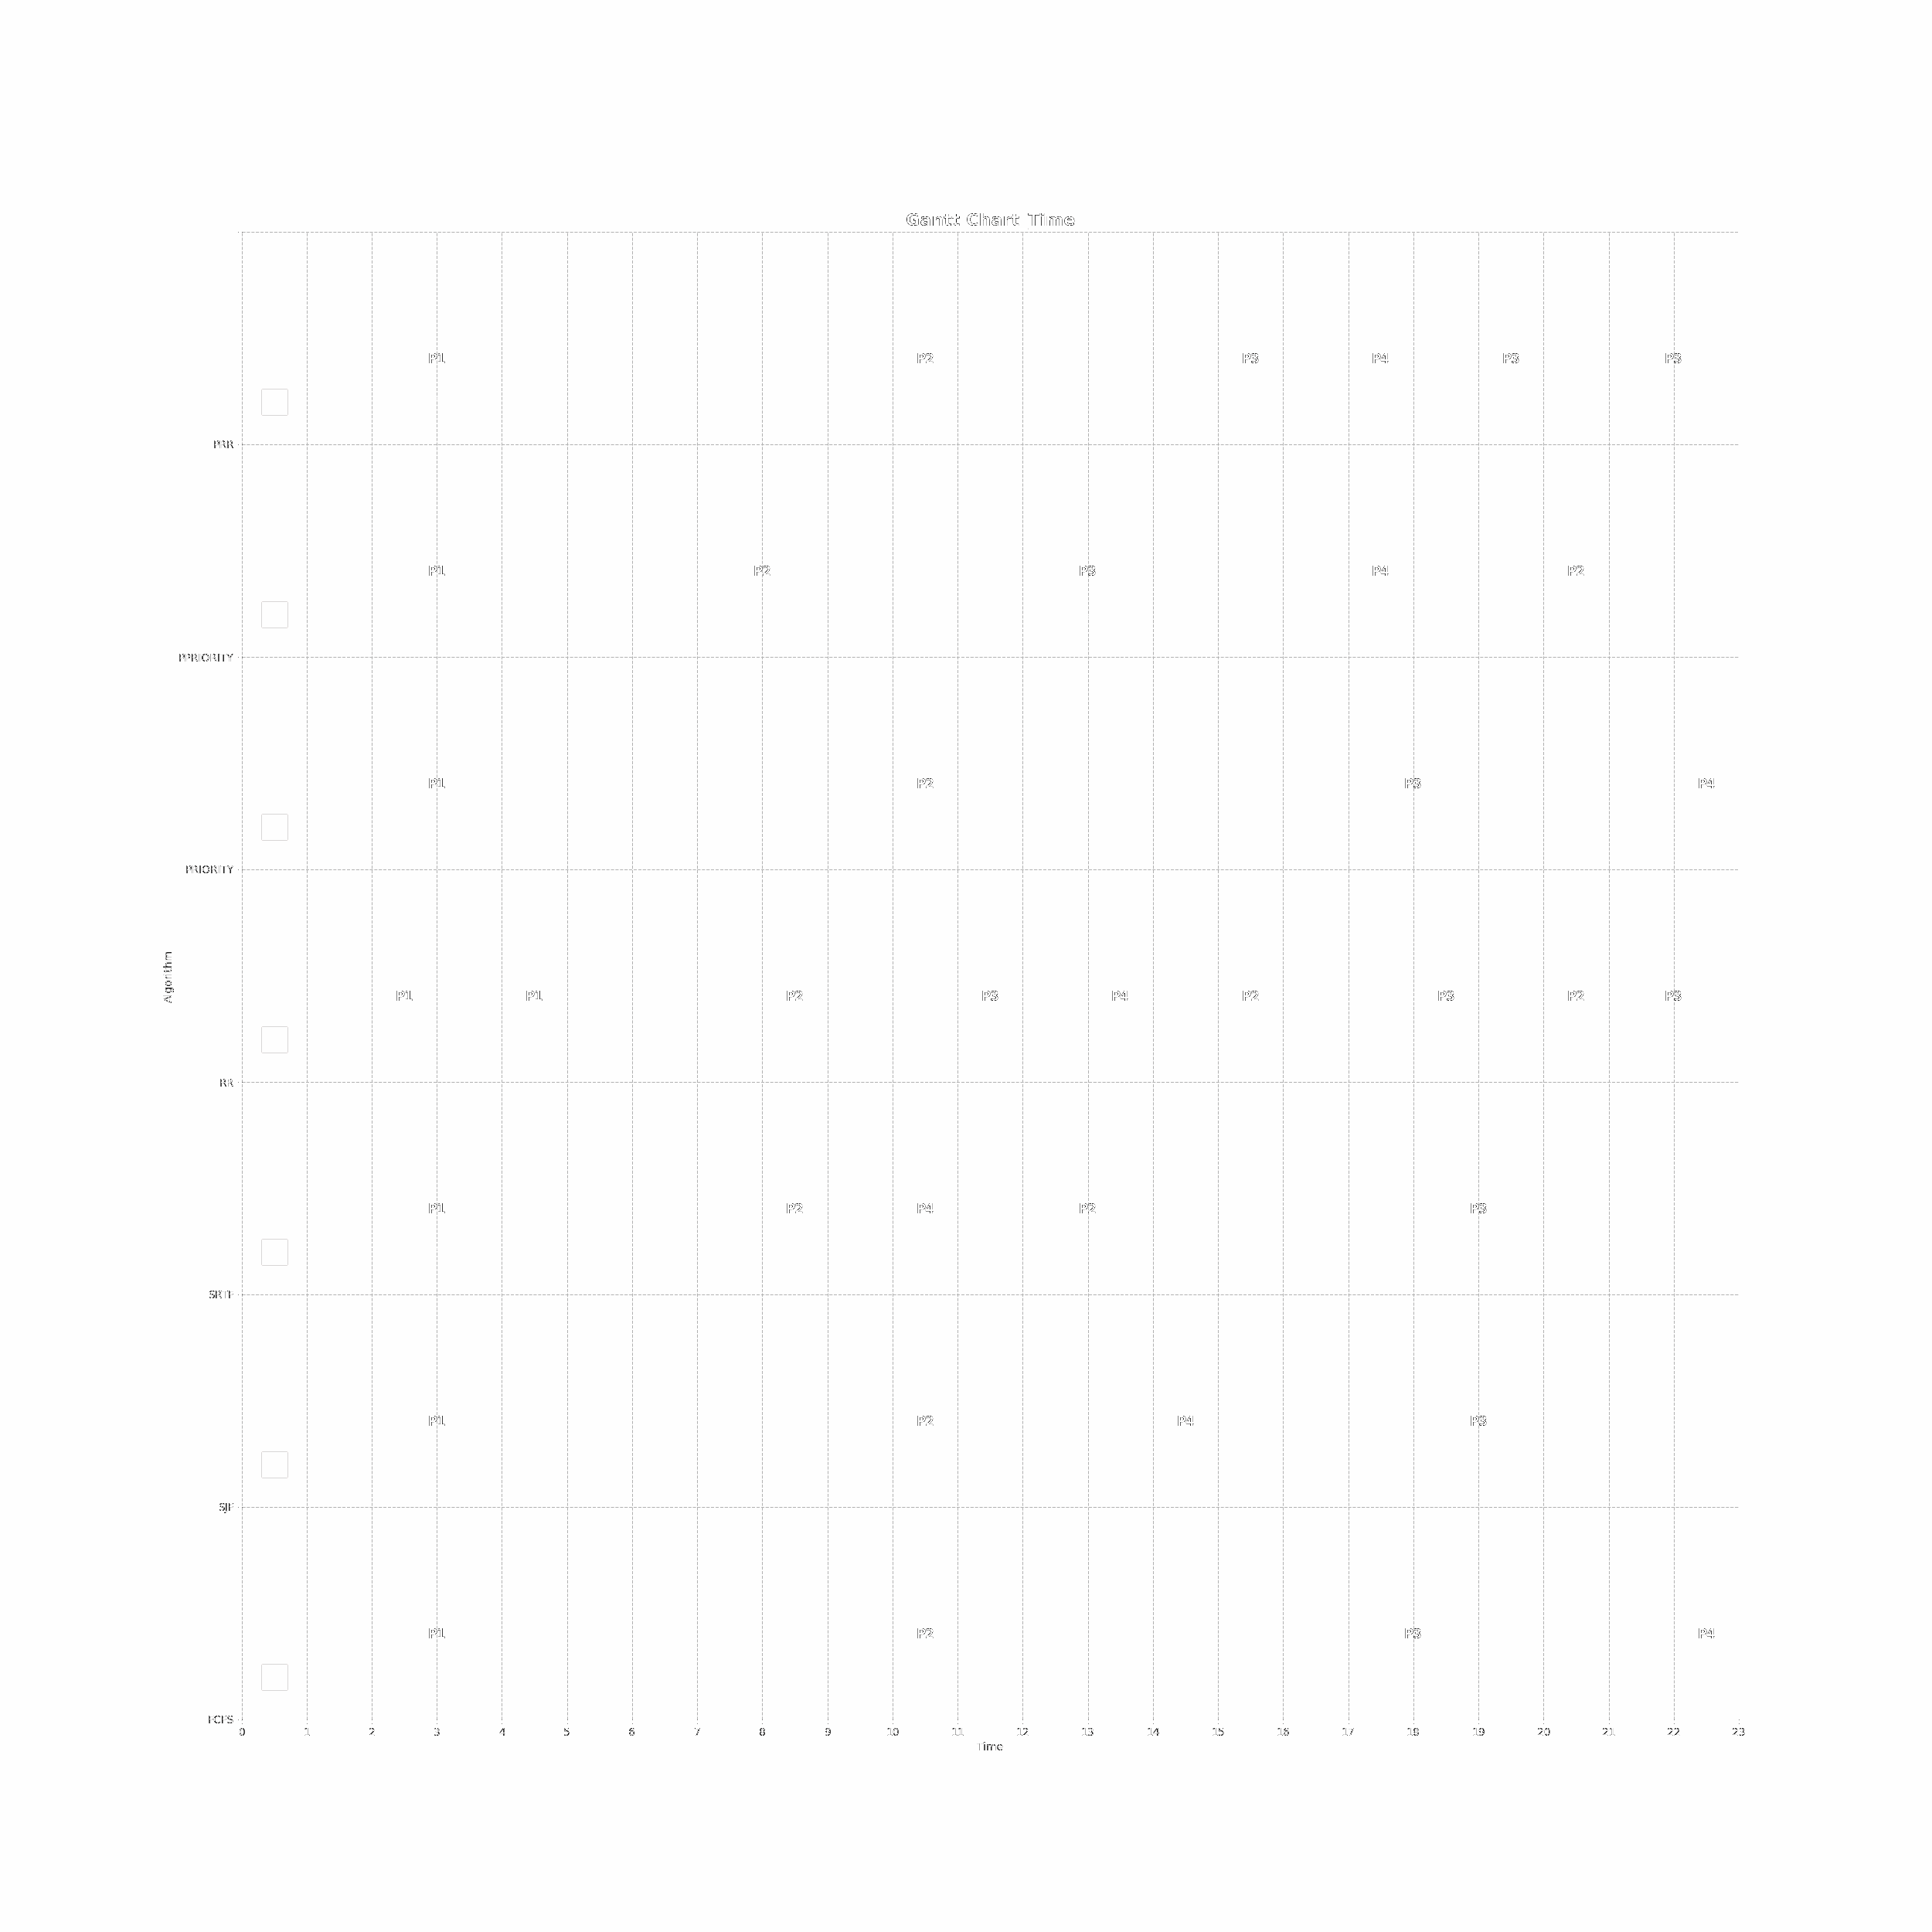 Gantt Chart Time
P1 P2 P3 P4 P3 P3
PRR
P1 P2 P3 P4 P2
PPRIORITY
P1 P2 P3 P4
PRIORITY
Agorithm
P1 P1 P2 P3 P4 P2 P3 P2 P3
RR
P1 P2 P4 P2 P3
SRTF
P1 P2 P4 P3
SJF
P1 P2 P3 P4
FCFS
0 1 2 3 4 5 6 7 8 9 10 11 12 13 14 15 16 17 18 19 20 21 22 23
Time